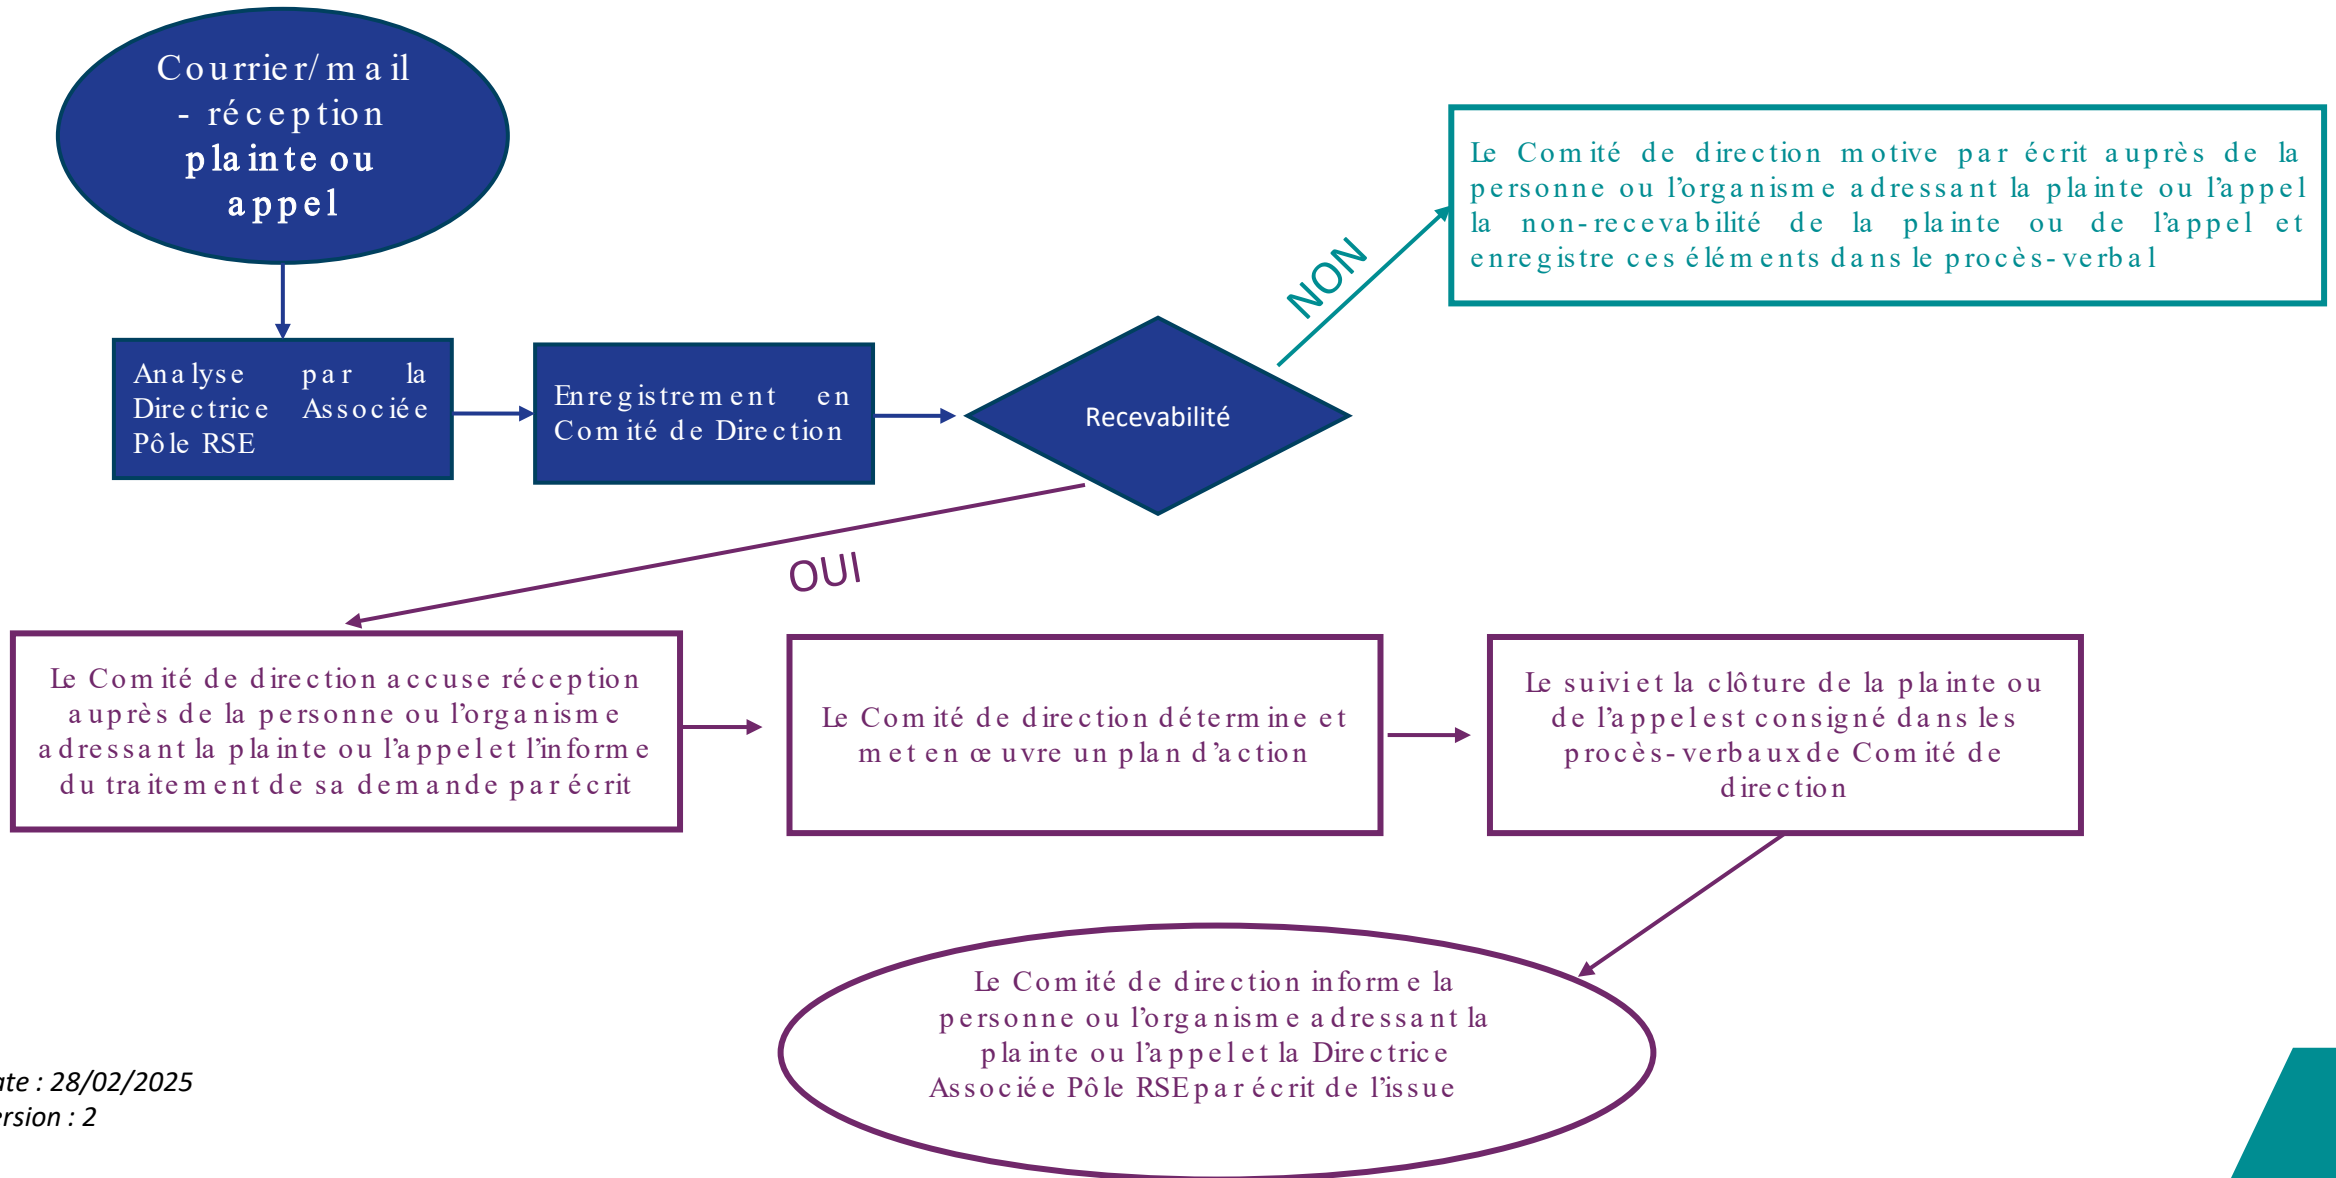 Courrier/mail
- réception
plainte ou
appel
Le Comité de direction motive par écrit auprès de la
personne ou l'organisme adressant la plainte ou l'appel
la non-recevabilité de la plainte ou de l'appel et
enregistre ces éléments dans le procès-verbal
NON
Analyse par la
Directrice Associée
Pôle RSE
Enregistrement en
Comité de Direction
Recevabilité
OUI
Le Comité de direction accuse réception
auprès de la personne ou l'organisme
adressant la plainte ou l'appel et l'informe
du traitement de sa demande par écrit
Le Comité de direction détermine et
met en œuvre un plan d'action
Le suivi et la clôture de la plainte ou
de l'appel est consigné dans les
procès-verbaux de Comité de
direction
Le Comité de direction informe la
personne ou l'organisme adressant la
plainte ou l'appel et la Directrice
Associée Pôle RSE par écrit de l'issue
ate : 28/02/2025
ersion : 2